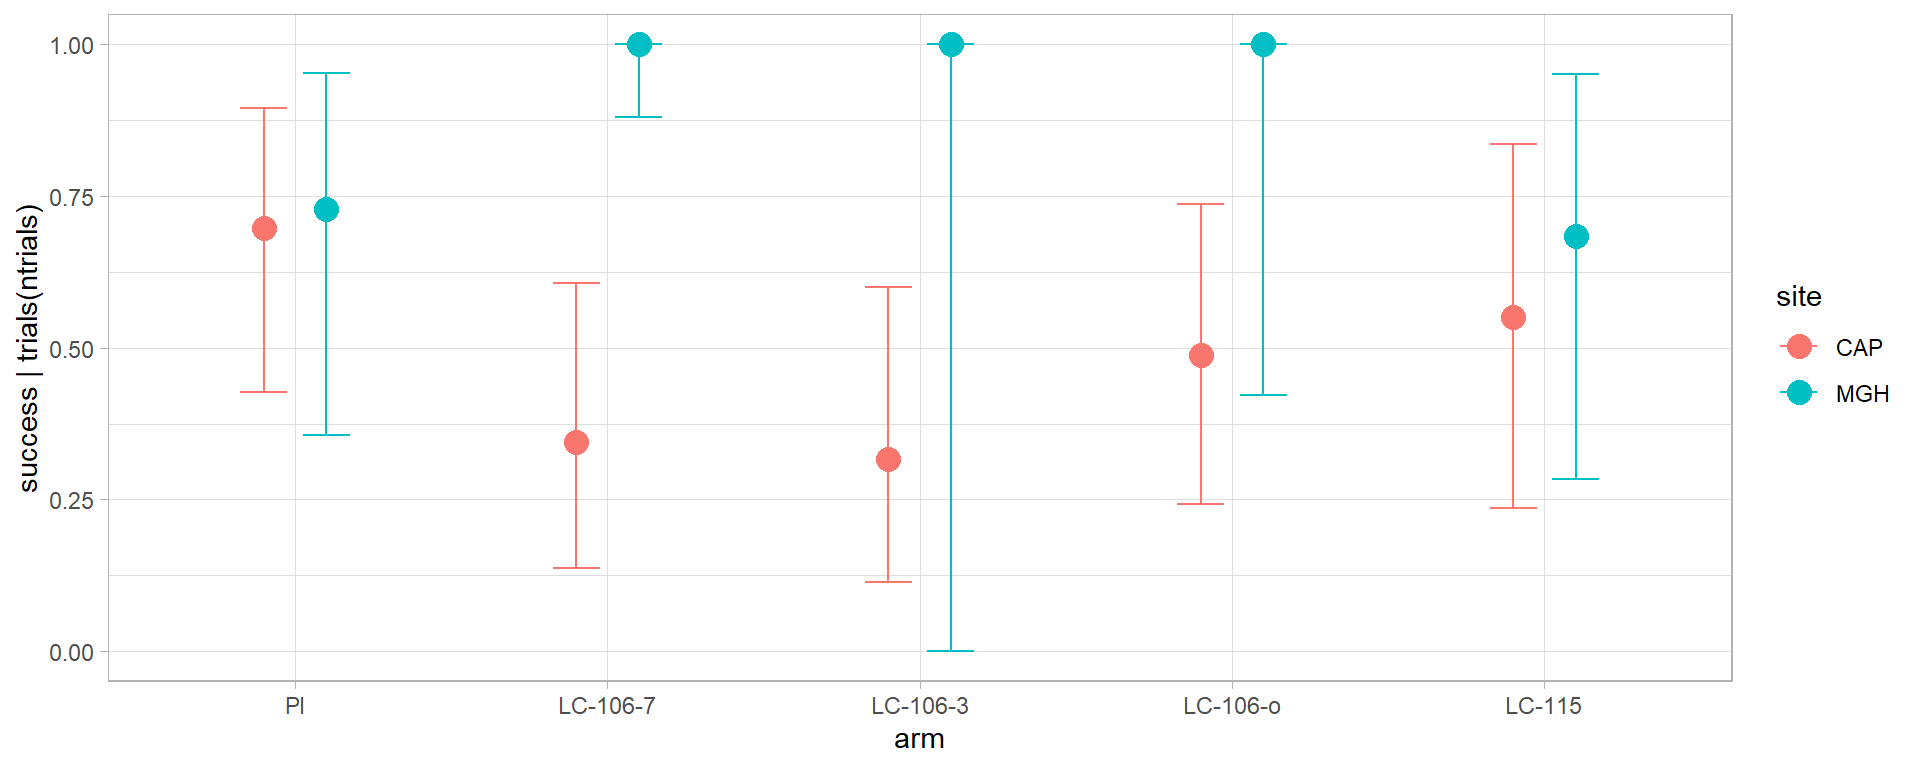 success | trials(ntrials)
1.00
0.75
0.50
0.25
0.00
Pl LC-106-7 LC-106-3 LC-106-o LC-115
arm
site
CAP
MGH